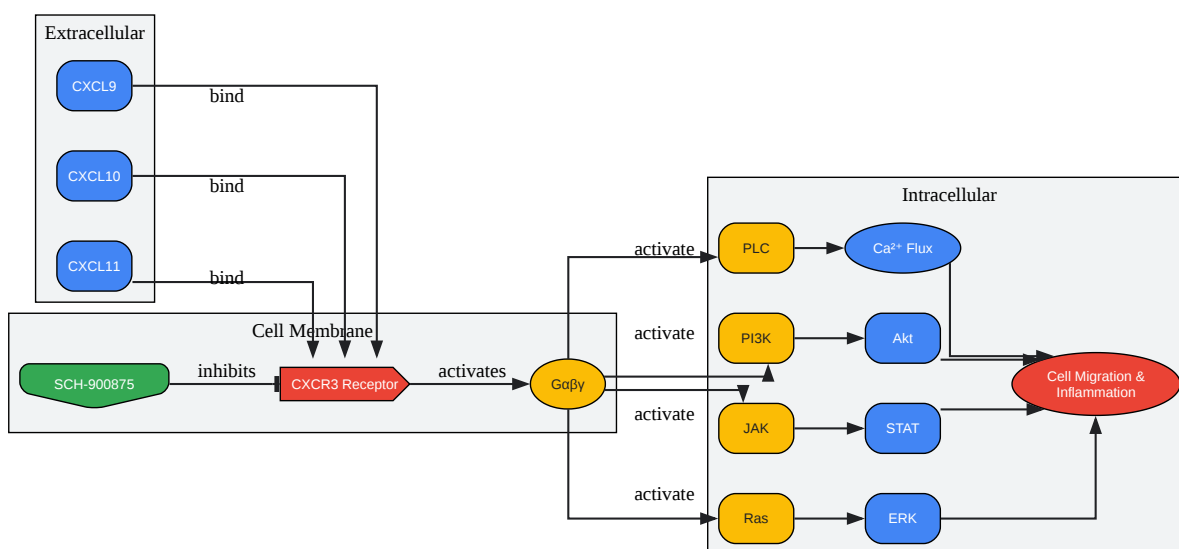 Extracellular
CXCL9
bind
CXCL10
bind
CXCL11
bind
Cell Membrane
SCH-900875
inhibits
CXCR3 Receptor
activates
Gαβγ
Intracellular
activate
PLC
Ca²⁺ Flux
activate
PI3K
Akt
Cell Migration &
Inflammation
activate
JAK
STAT
activate
Ras
ERK